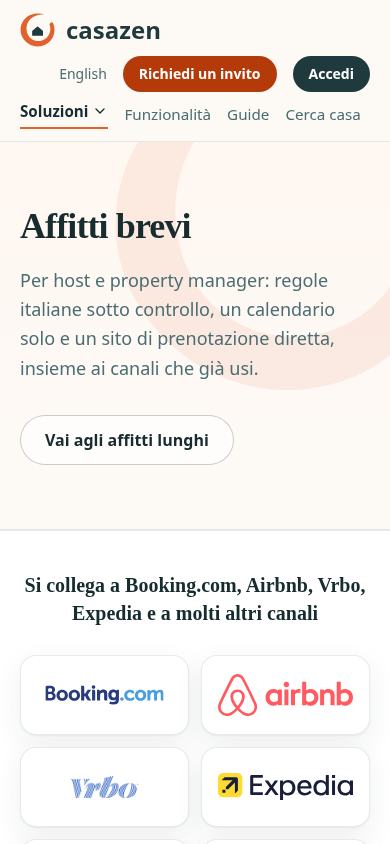 casazen
English
Richiedi un invito
Accedi
Soluzioni
Funzionalità
Guide
Cerca casa
Affitti brevi
Per host e property manager: regole
italiane sotto controllo, un calendario
solo e un sito di prenotazione diretta,
insieme ai canali che già usi.
Vai agli affitti lunghi
Si collega a Booking.com, Airbnb, Vrbo,
Expedia e a molti altri canali
Booking.com
airbnb
Vrbo
Expedia